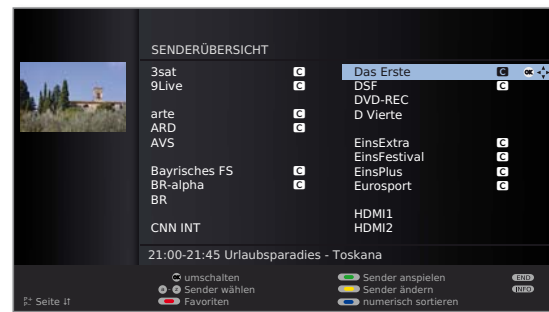 SENDERÜBERSICHT
3sat C
9Live C
arte C
ARD C
AVS
Bayrisches FS C
BR-alpha C
BR
CNN INT
Das Erste C OK
DSF C
DVD-REC
D Vierte
EinsExtra C
EinsFestival C
EinsPlus C
Eurosport C
HDMI1
HDMI2
21:00-21:45 Urlaubsparadies - Toskana
OK umschalten
Sender wählen
Favoriten
Seite
Sender anspielen
Sender ändern
numerisch sortieren
END
INFO